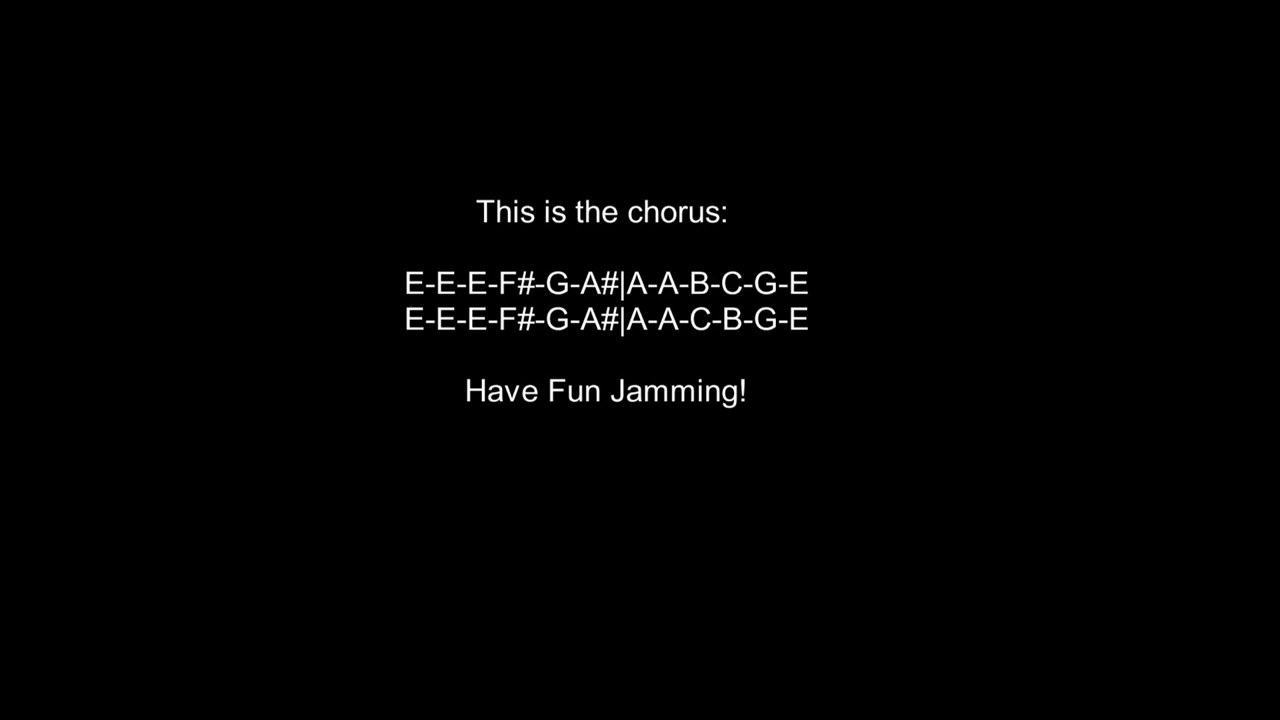 This is the chorus:
E-E-E-F#-G-A#|A-A-B-C-G-E
E-E-E-F#-G-A#|A-A-C-B-G-E
Have Fun Jamming!